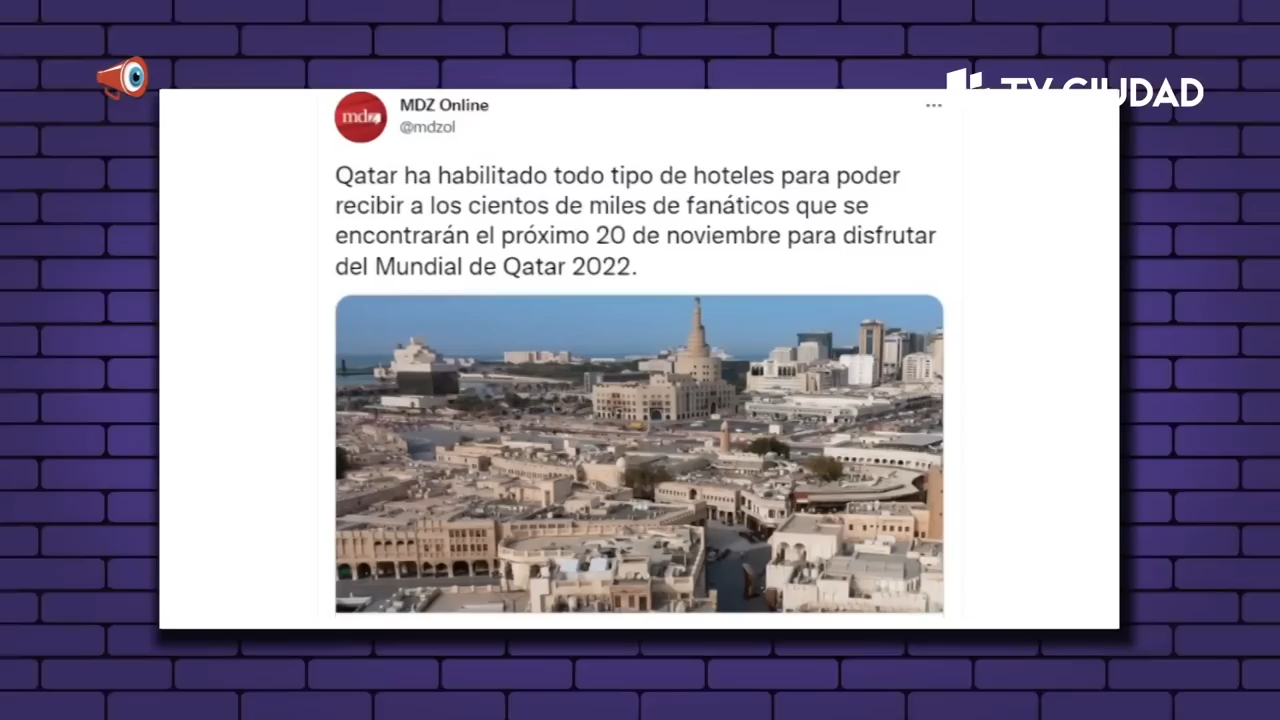 TV CIUDAD
MDZ Online
mdz
@mdzol
Qatar ha habilitado todo tipo de hoteles para poder
recibir a los cientos de miles de fanáticos que se
encontrarán el próximo 20 de noviembre para disfrutar
del Mundial de Qatar 2022.